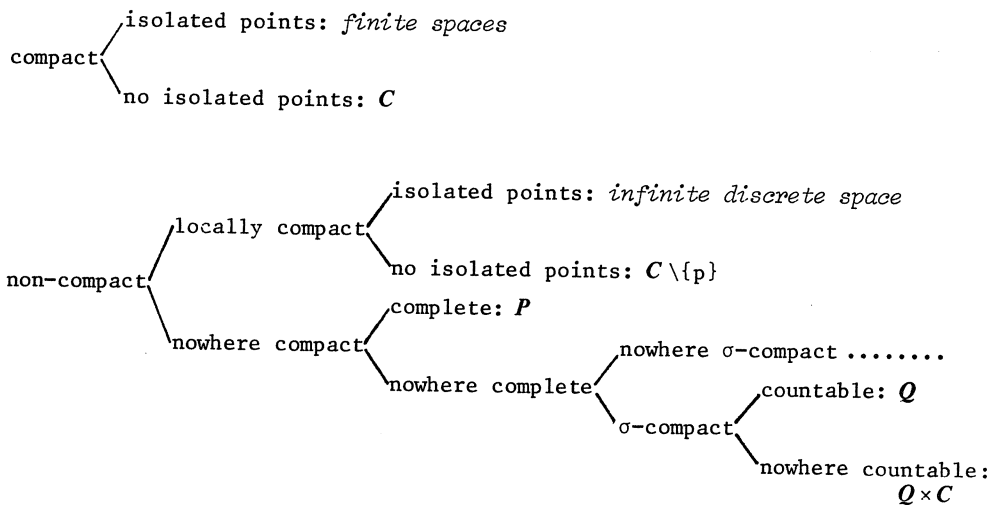 isolated points: finite spaces
compact
no isolated points: C
isolated points: infinite discrete space
locally compact
no isolated points: C \{p}
non-compact
complete: P
nowhere compact
nowhere σ-compact ........
nowhere complete
countable: Q
σ-compact
nowhere countable:
Q × C